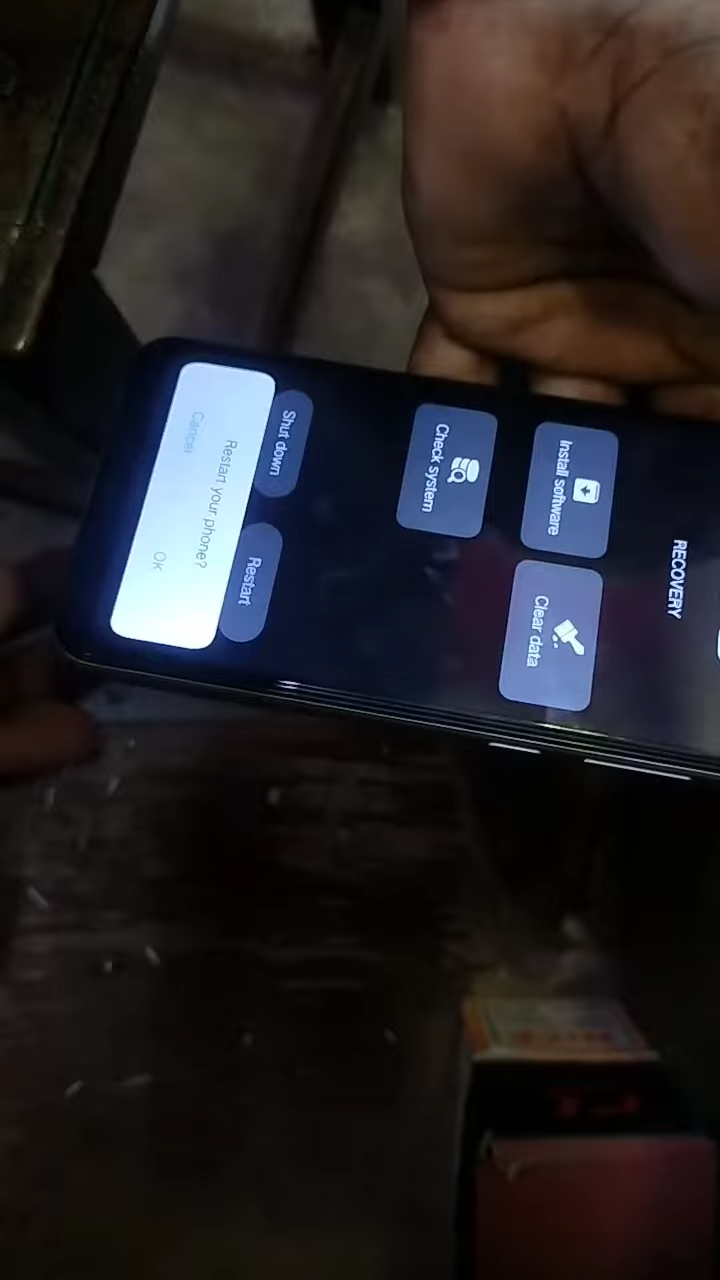 RECOVERY
Install software
Clear data
Check system
Shut down
Restart
Restart your phone?
Cancel
OK